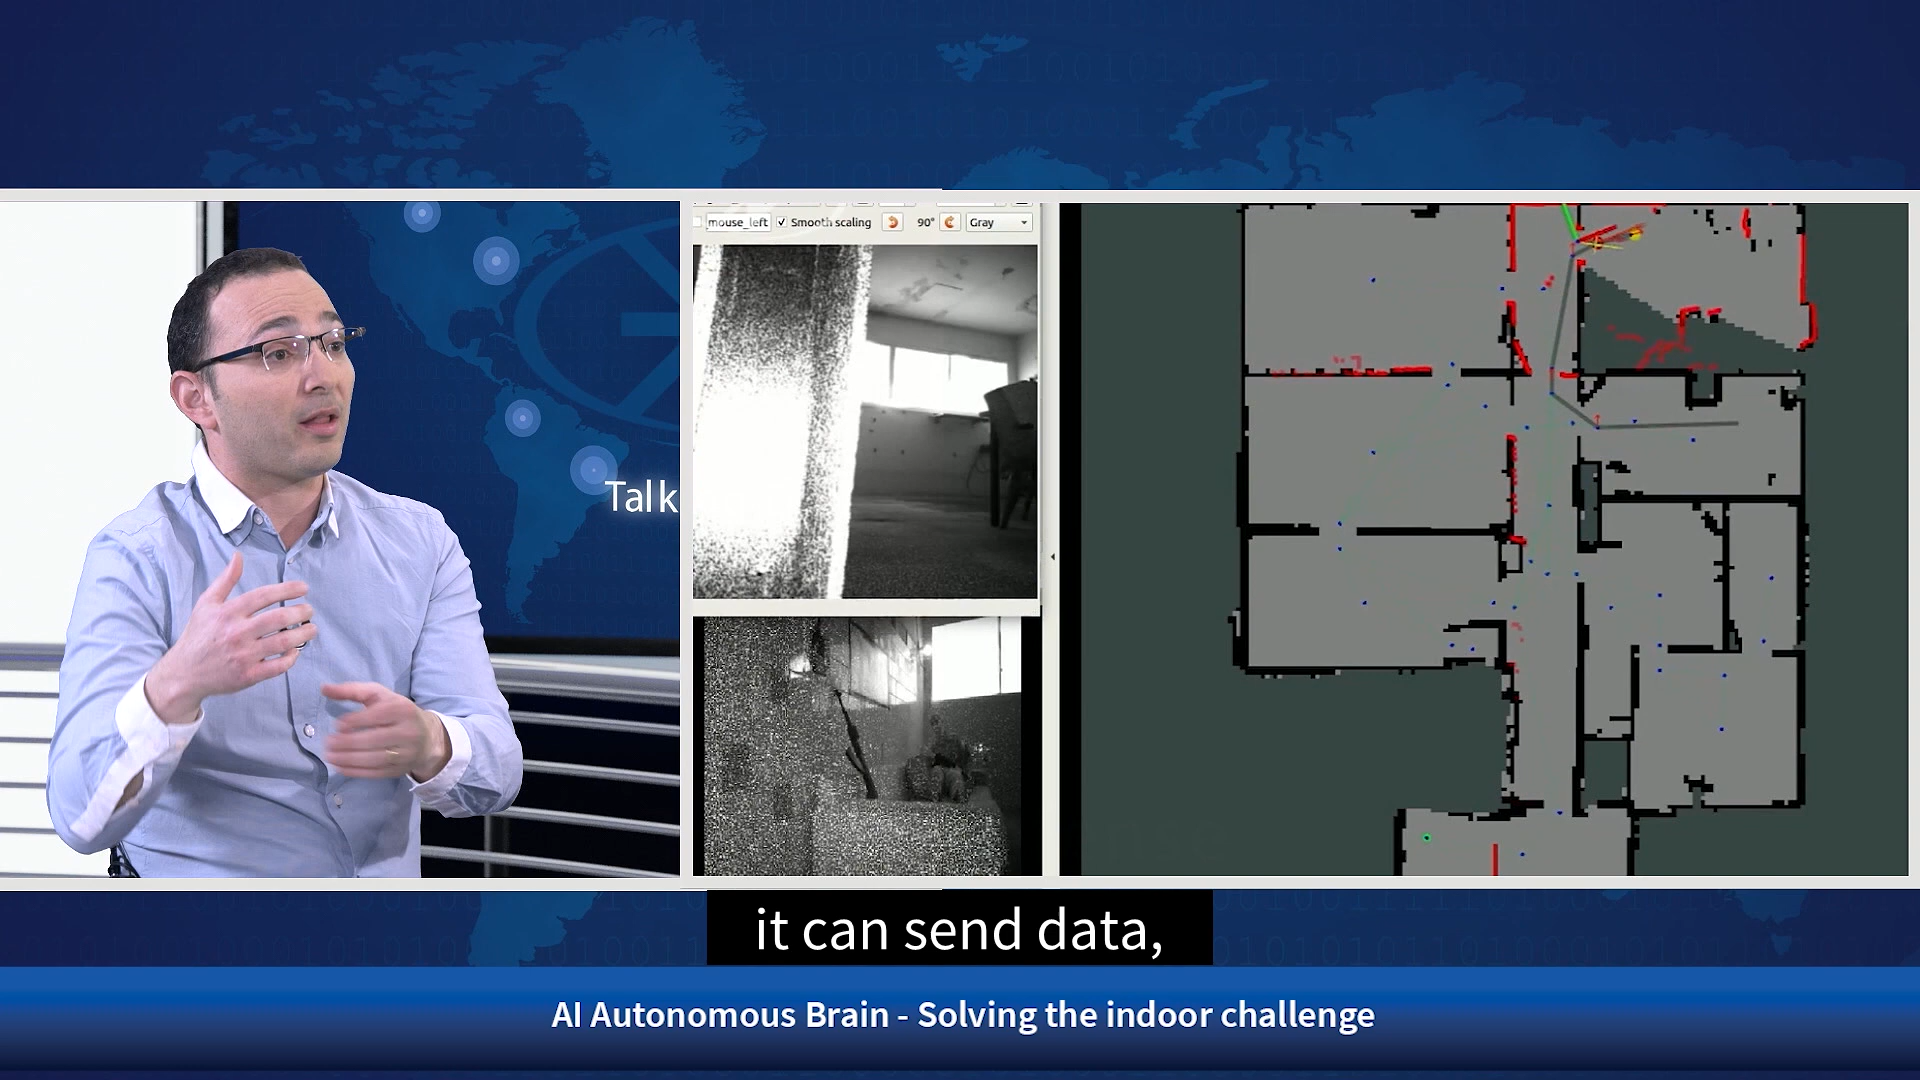 mouse_left Smooth scaling 90° Gray
Talk
it can send data,
AI Autonomous Brain - Solving the indoor challenge